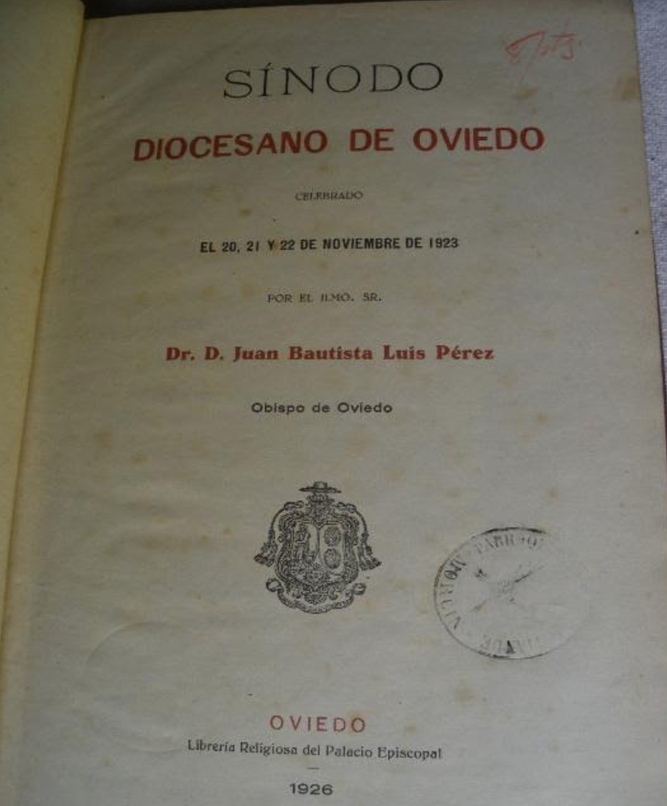 SÍNODO
DIOCESANO DE OVIEDO
CELEBRADO
EL 20, 21 Y 22 DE NOVIEMBRE DE 1923
POR EL ILMO. SR.
Dr. D. Juan Bautista Luis Pérez
Obispo de Oviedo
OVIEDO
Librería Religiosa del Palacio Episcopal
1926